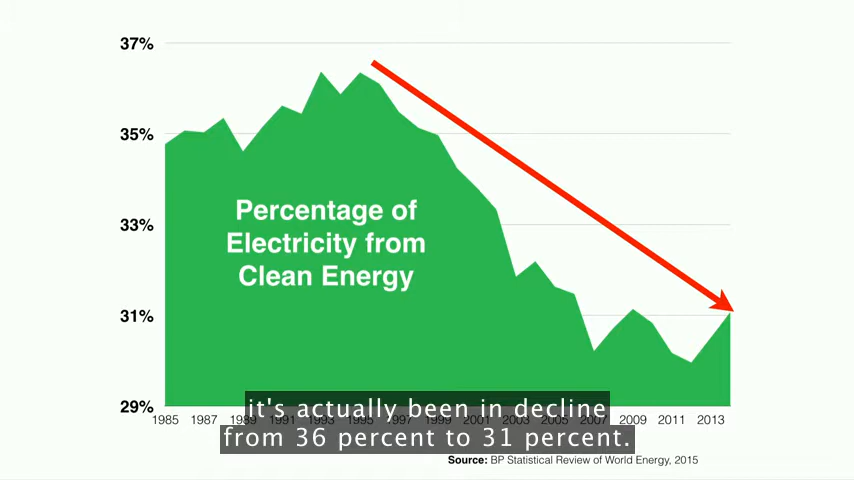 37%
35%
33%
31%
29%
Percentage of
Electricity from
Clean Energy
1985 1987 1989 1991 1993 1995 1997 1999 2001 2003 2005 2007 2009 2011 2013
it's actually been in decline
from 36 percent to 31 percent.
Source: BP Statistical Review of World Energy, 2015